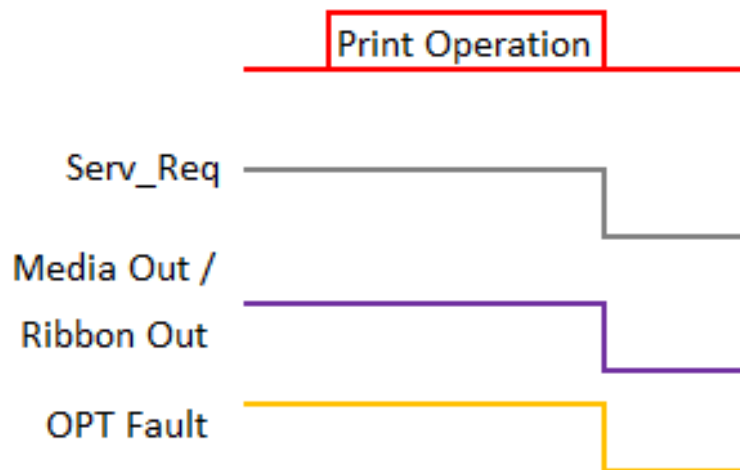 Print Operation
Serv_Req
Media Out /
Ribbon Out
OPT Fault